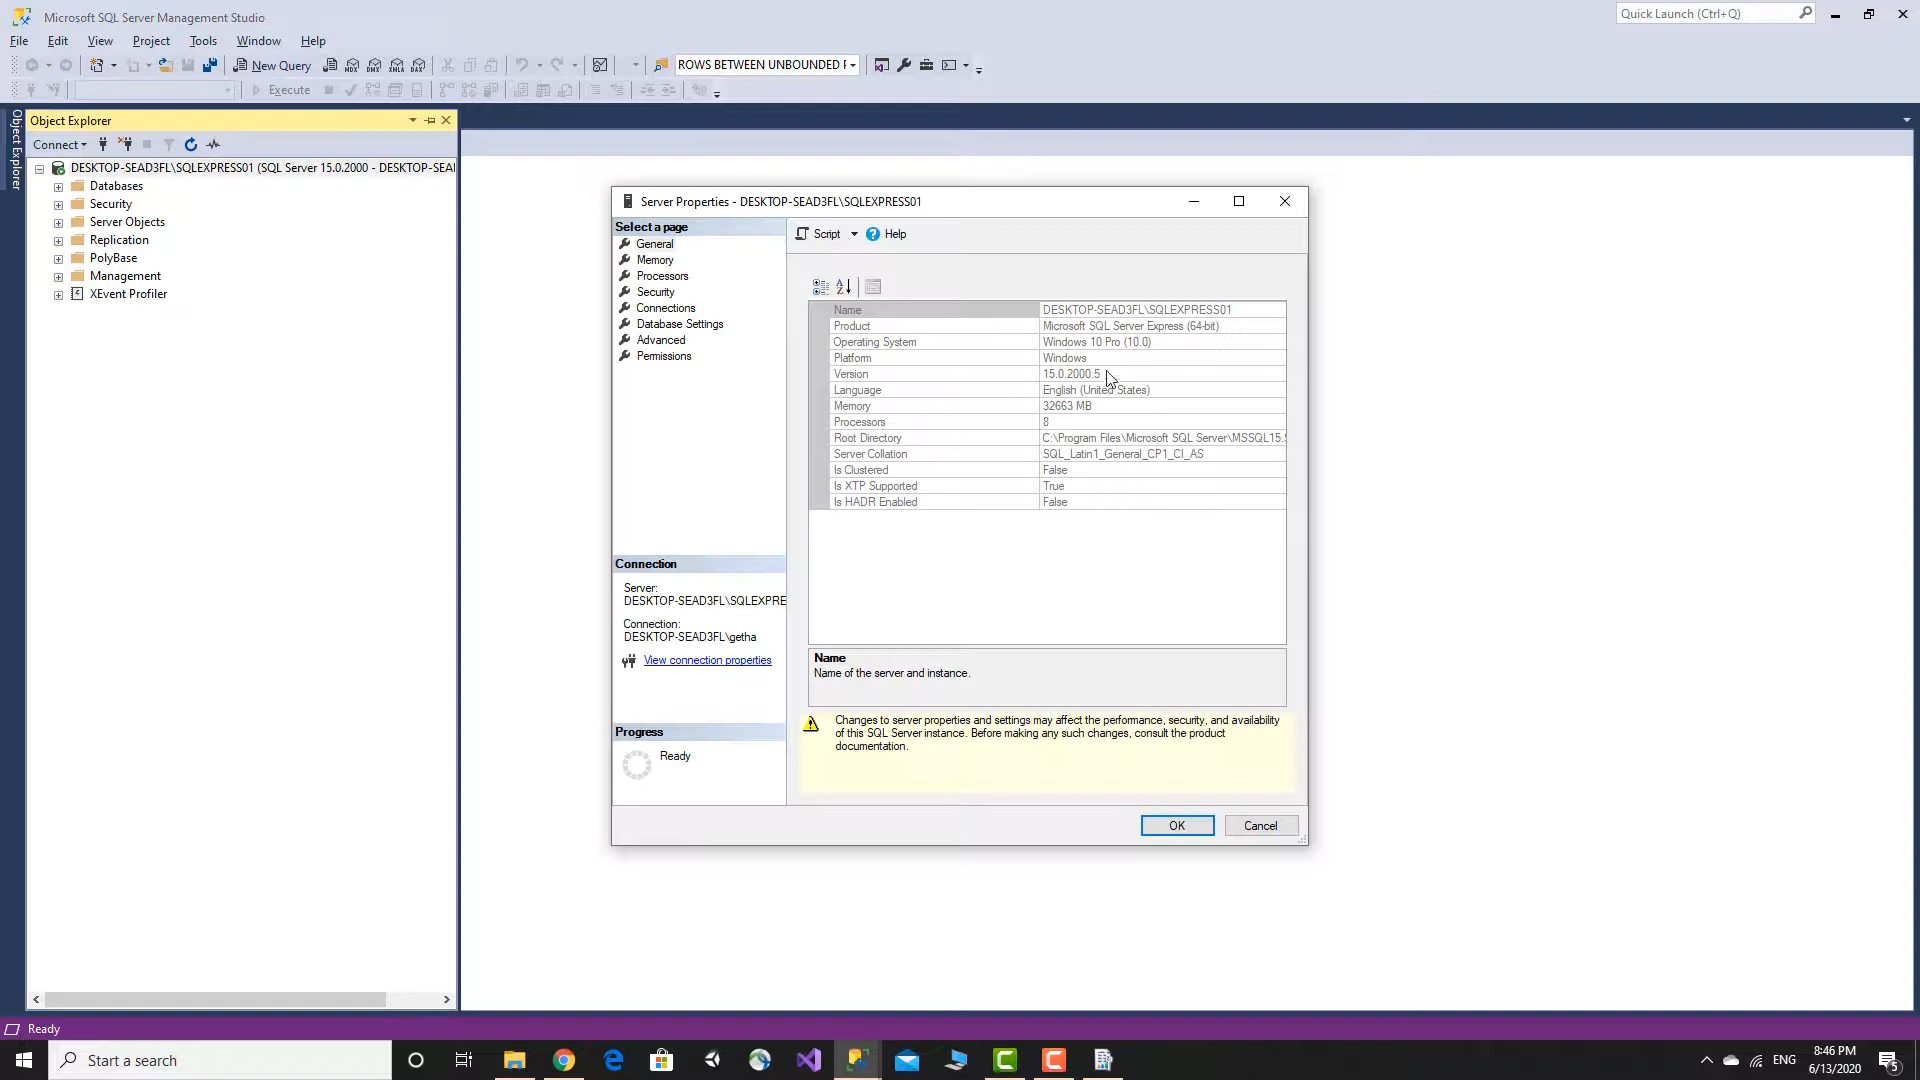 Microsoft SQL Server Management Studio
Quick Launch (Ctrl+Q)
File Edit View Project Tools Window Help
New Query
MDX DMX XMLA DAX
ROWS BETWEEN UNBOUNDED F
Execute
Object Explorer
Object Explorer
Connect
DESKTOP-SEAD3FL\SQLEXPRESS01 (SQL Server 15.0.2000 - DESKTOP-SEAI
Databases
Security
Server Objects
Replication
PolyBase
Management
XEvent Profiler
Server Properties - DESKTOP-SEAD3FL\SQLEXPRESS01
Select a page
General
Memory
Processors
Security
Connections
Database Settings
Advanced
Permissions
Connection
Server:
DESKTOP-SEAD3FL\SQLEXPRE
Connection:
DESKTOP-SEAD3FL\getha
View connection properties
Progress
Ready
Script Help
Name DESKTOP-SEAD3FL\SQLEXPRESS01
Product Microsoft SQL Server Express (64-bit)
Operating System Windows 10 Pro (10.0)
Platform Windows
Version 15.0.2000.5
Language English (United States)
Memory 32663 MB
Processors 8
Root Directory C:\Program Files\Microsoft SQL Server\MSSQL15.
Server Collation SQL_Latin1_General_CP1_CI_AS
Is Clustered False
Is XTP Supported True
Is HADR Enabled False
Name
Name of the server and instance.
Changes to server properties and settings may affect the performance, security, and availability
of this SQL Server instance. Before making any such changes, consult the product
documentation.
OK Cancel
Ready
Start a search
ENG
8:46 PM
6/13/2020
5